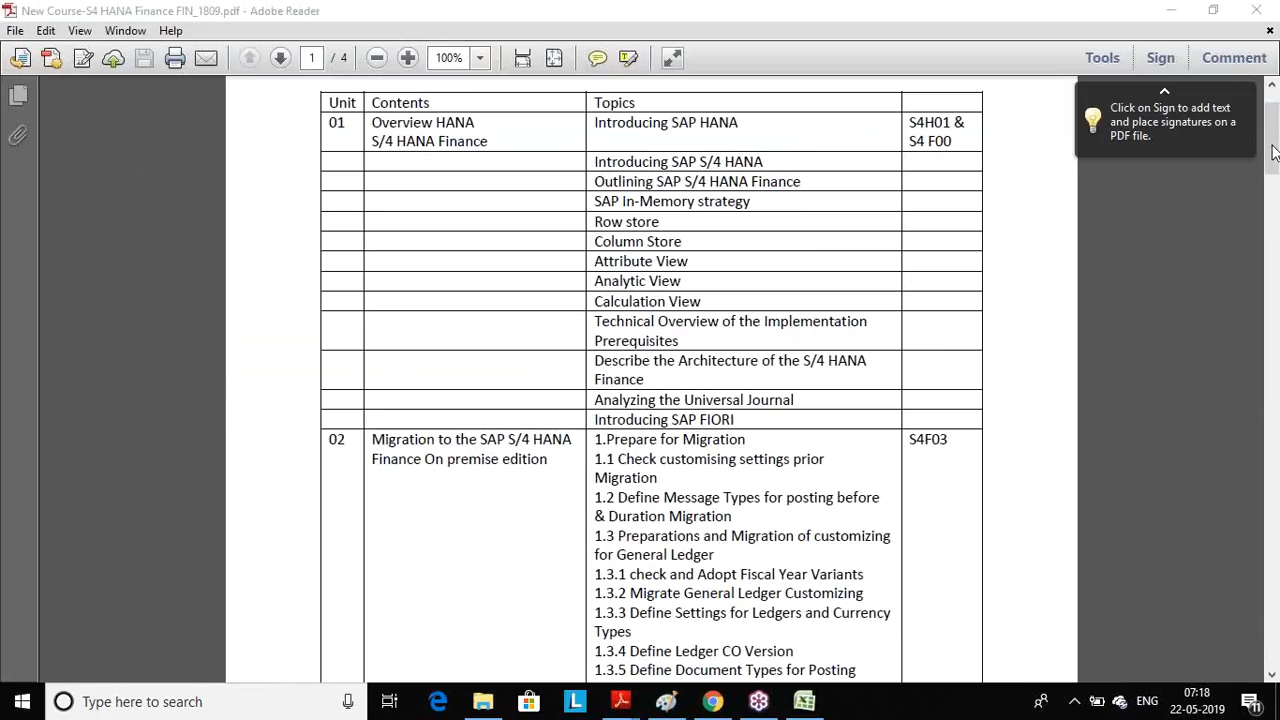 New Course-S4 HANA Finance FIN_1809.pdf - Adobe Reader
File Edit View Window Help
1 / 4 100% Tools Sign Comment
Click on Sign to add text
and place signatures on a
PDF file.
Unit Contents Topics
01 Overview HANA Introducing SAP HANA S4H01 &
S/4 HANA Finance S4 F00
Introducing SAP S/4 HANA
Outlining SAP S/4 HANA Finance
SAP In-Memory strategy
Row store
Column Store
Attribute View
Analytic View
Calculation View
Technical Overview of the Implementation
Prerequisites
Describe the Architecture of the S/4 HANA
Finance
Analyzing the Universal Journal
Introducing SAP FIORI
02 Migration to the SAP S/4 HANA 1.Prepare for Migration S4F03
Finance On premise edition 1.1 Check customising settings prior
Migration
1.2 Define Message Types for posting before
& Duration Migration
1.3 Preparations and Migration of customizing
for General Ledger
1.3.1 check and Adopt Fiscal Year Variants
1.3.2 Migrate General Ledger Customizing
1.3.3 Define Settings for Ledgers and Currency
Types
1.3.4 Define Ledger CO Version
1.3.5 Define Document Types for Posting
Type here to search
ENG
07:18
22-05-2019
11